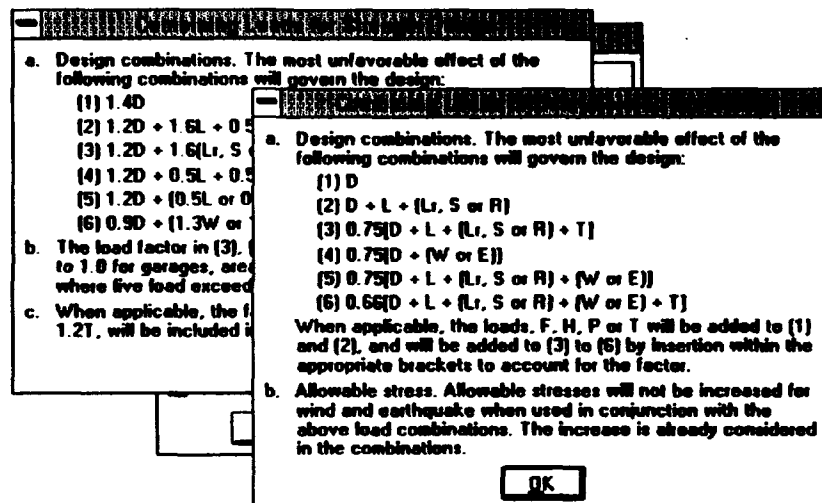 a. Design combinations. The most unfavorable effect of the
following combinations will govern the design:
(1) 1.4D
(2) 1.2D + 1.6L + 0.5
(3) 1.2D + 1.6(Lr, S
(4) 1.2D + 0.5L + 0.5
(5) 1.2D + (0.5L or 0
(6) 0.9D + (1.3W or
b. The load factor in (3),
to 1.0 for garages,
where live load exceed
c. When applicable, the
1.2T, will be included
a. Design combinations. The most unfavorable effect of the
following combinations will govern the design:
(1) D
(2) D + L + (Lr, S or R)
(3) 0.75[D + L + (Lr, S or R) + T]
(4) 0.75[D + (W or E)]
(5) 0.75[D + L + (Lr, S or R) + (W or E)]
(6) 0.66[D + L + (Lr, S or R) + (W or E) + T]
When applicable, the loads, F, H, P or T will be added to (1)
and (2), and will be added to (3) to (6) by insertion within the
appropriate brackets to account for the factor.
b. Allowable stress. Allowable stresses will not be increased for
wind and earthquake when used in conjunction with the
above load combinations. The increase is already considered
in the combinations.
OK